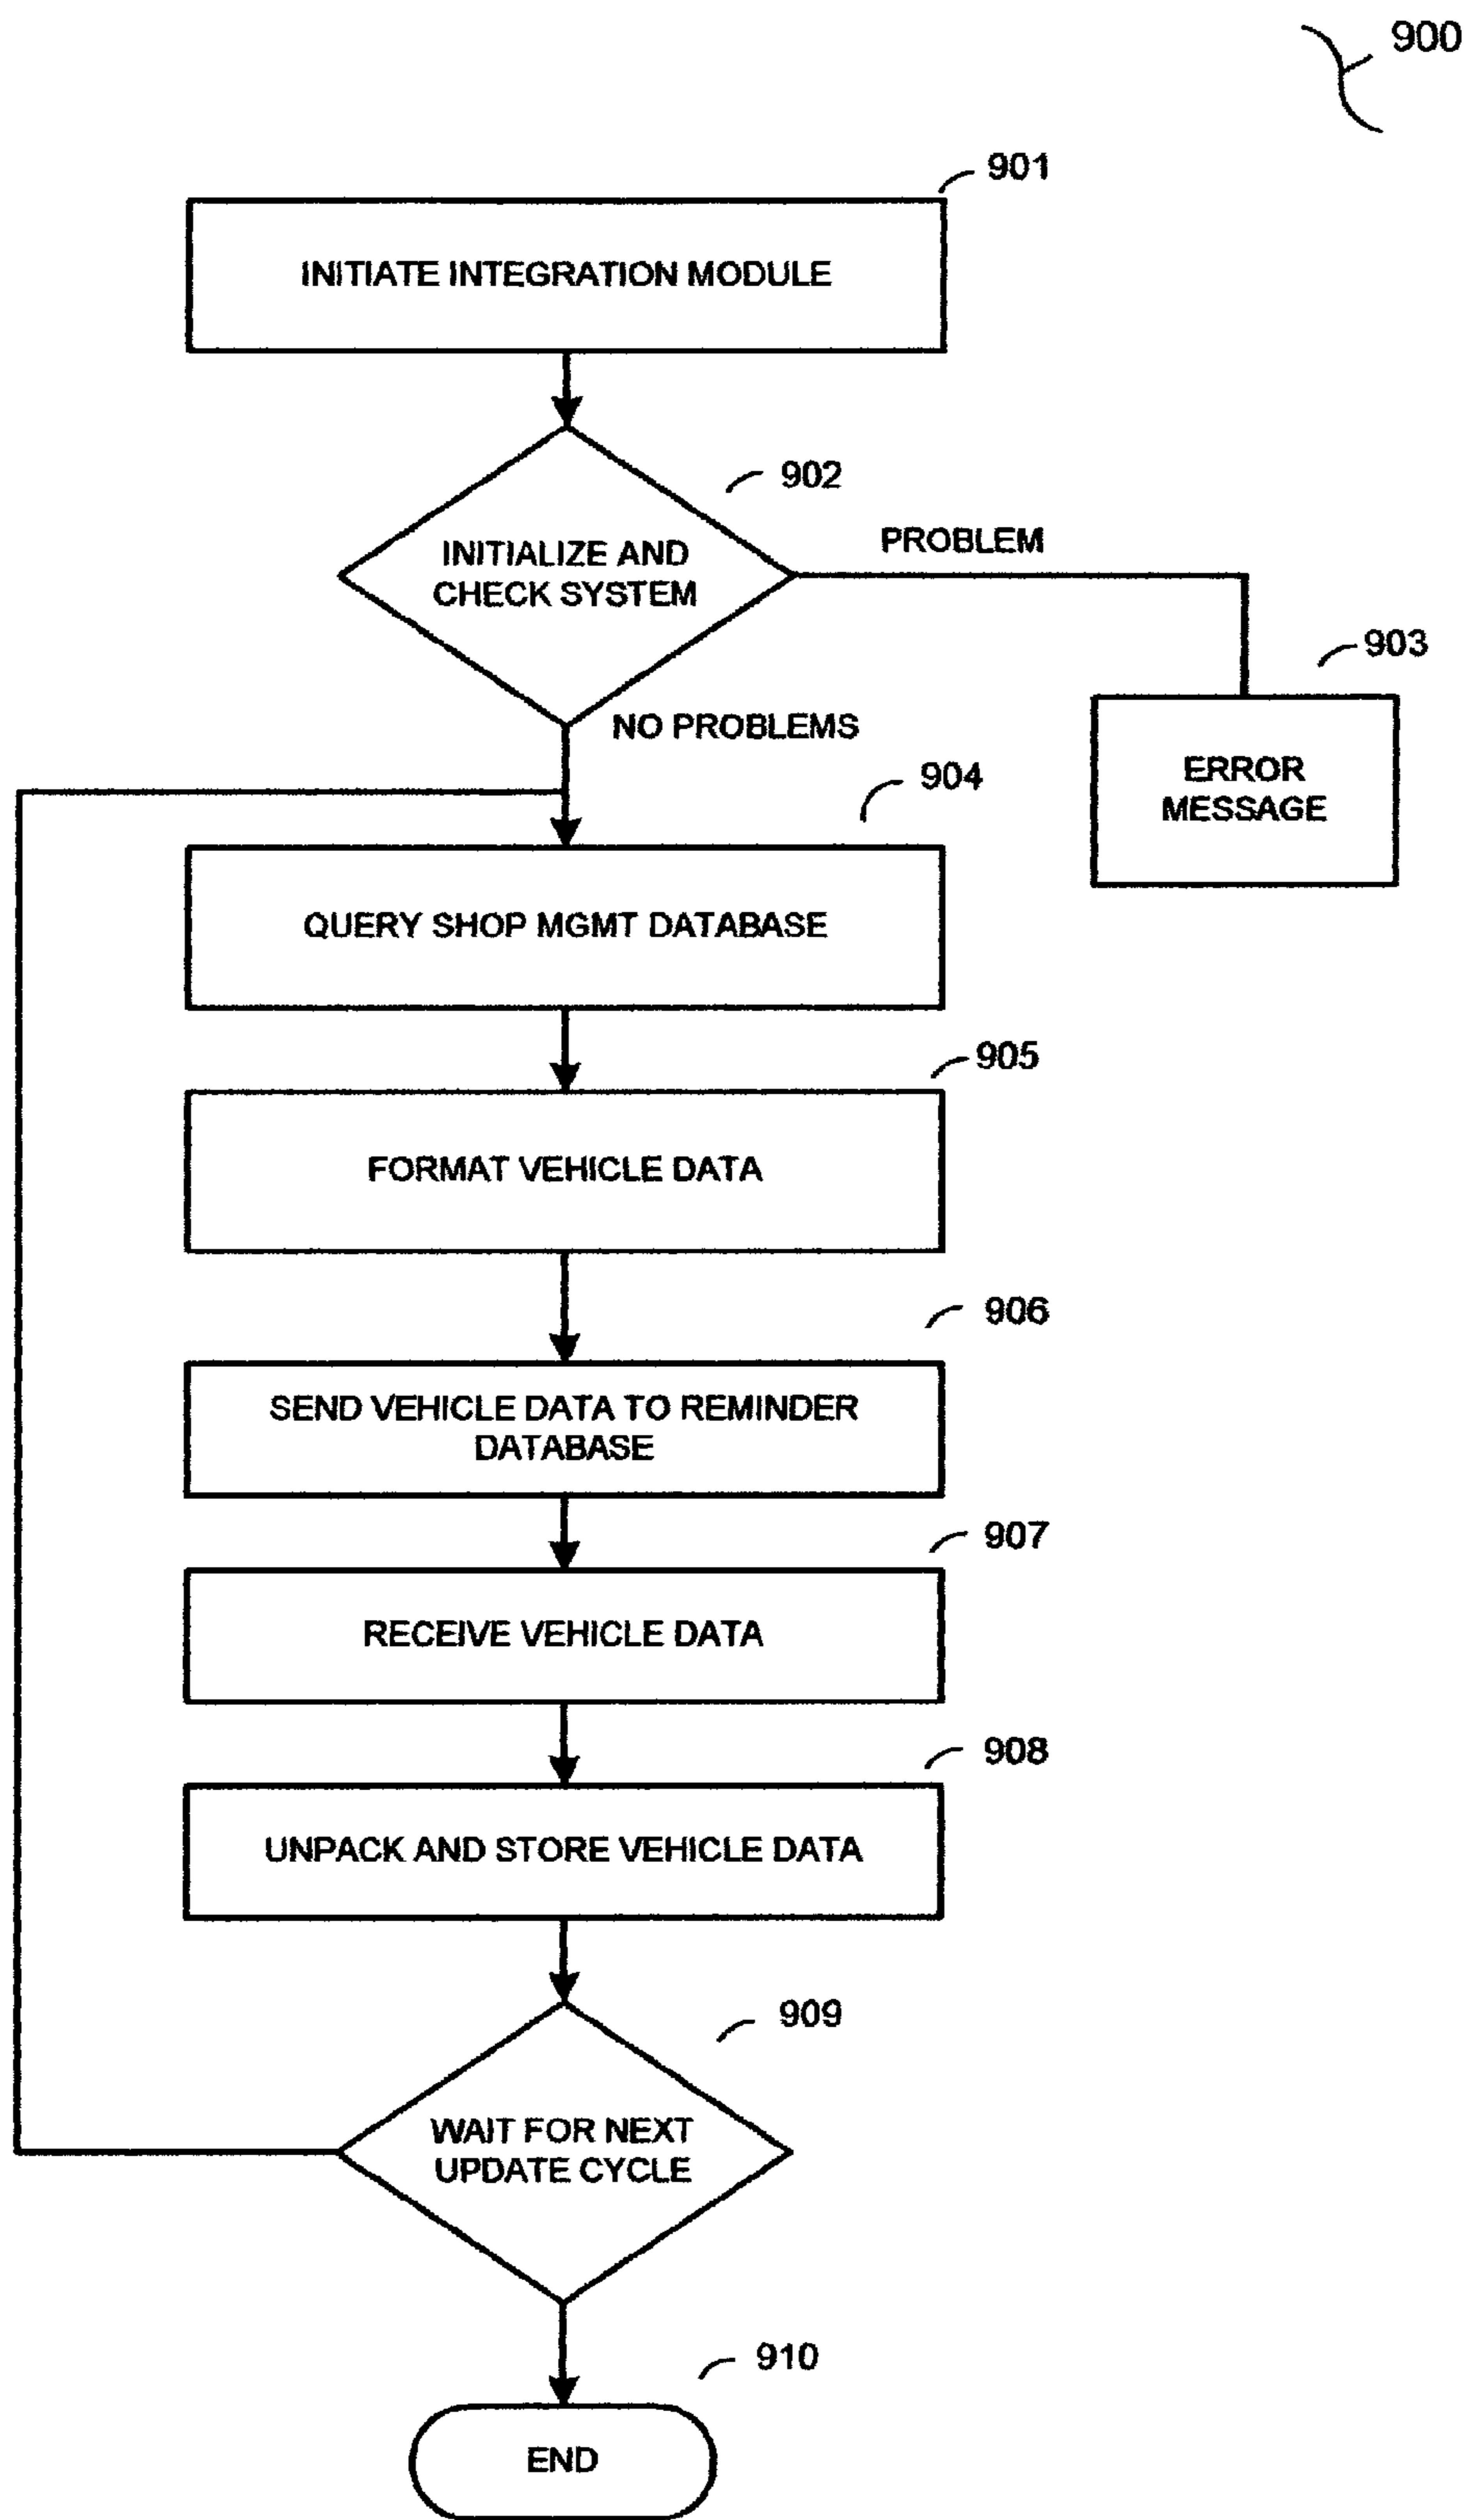 900
901
INITIATE INTEGRATION MODULE
902
INITIALIZE AND
CHECK SYSTEM
PROBLEM
903
NO PROBLEMS
ERROR
MESSAGE
904
QUERY SHOP MGMT DATABASE
905
FORMAT VEHICLE DATA
906
SEND VEHICLE DATA TO REMINDER
DATABASE
907
RECEIVE VEHICLE DATA
908
UNPACK AND STORE VEHICLE DATA
909
WAIT FOR NEXT
UPDATE CYCLE
910
END